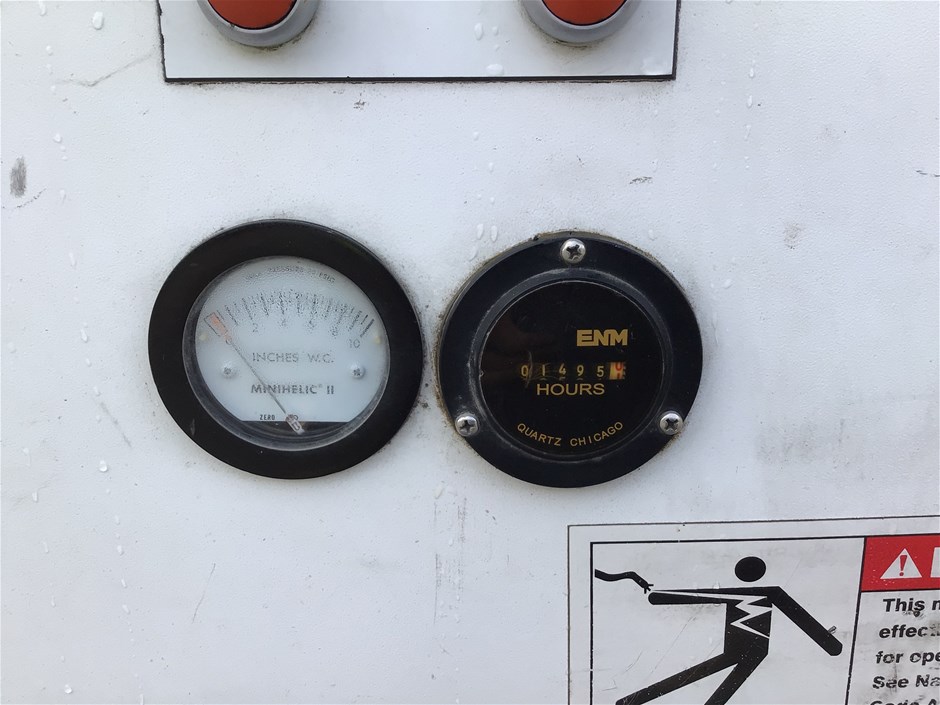 2 4 6 8 10
INCHES W.C.
MINIHELIC® II
ZERO
ENM
01495
HOURS
QUARTZ CHICAGO
This
effec
for ope
See Na
Code A